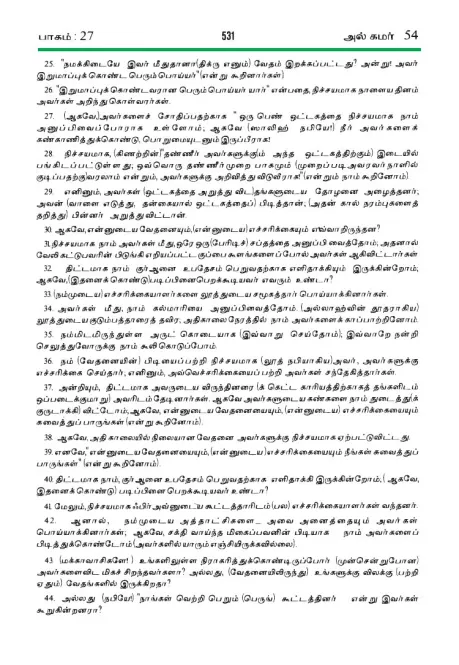 பாகம் : 27 531 அல் கமர் 54
25. "நமக்கிடையே இவர் மீதுதானா(திக்ரு எனும்) வேதம் இறக்கப்பட்டது? அன்று! அவர்
இறுமாப்புக்கொண்ட பெரும்பொய்யர்" (என்று கூறினார்கள்)
26. "இறுமாப்புக்கொண்டவரான பெரும்பொய்யர் யார்" என்பதை, நிச்சயமாக நாளைய தினம்
அவர்கள் அறிந்து கொள்வார்கள்.
27. (ஆகவே)அவர்களைச் சோதிப்பதற்காக " ஒரு பெண் ஒட்டகத்தை நிச்சயமாக நாம்
அனுப்பிவைப்போராக உள்ளோம்; ஆகவே (ஸாலிஹ் நபியே!) நீர் அவர்களைக்
கண்காணித்துக்கொண்டு, பொறுமையுடனும் இருப்பீராக!
28. நிச்சயமாக, (கிணற்றின்)"தண்ணீர் அவர்களுக்கும் அந்த ஒட்டகத்திற்கும்) இடையில்
பங்கிடப்பட்டுள்ளது; ஒவ்வொரு தண்ணீர்முறை பாகமும் (முறைப்படிஅவரவர்நாளில்
குடிப்பதற்கு)வரலாம் என்றும், அவர்களுக்கு அறிவித்து விடுவீராக! (என்றும் நாம் கூறினோம்).
29. எனினும், அவர்கள் (ஒட்டகத்தை அறுத்து விட)தங்களுடைய தோழனை அழைத்தனர்;
அவன் (வாளை எடுத்து, தன்கையால் ஒட்டகத்தைப்) பிடித்தான்; (அதன் கால் நரம்புகளைத்
தறித்து) பின்னர் அறுத்துவிட்டான்.
30. ஆகவே, என்னுடைய வேதனையும்,(என்னுடைய) எச்சரிக்கையும் எவ்வாறிருந்தன?
31. நிச்சயமாக நாம் அவர்கள் மீது, ஒரே ஒரு(பேரிடிச்) சப்தத்தை அனுப்பி வைத்தோம்; அதனால்
வேலி கட்டுபவரின் பிடுங்கி எறியப்பட்ட குப்பை கூளங்களைப்போல் அவர்கள் ஆகிவிட்டார்கள்
32. திட்டமாக நாம் குர்ஆனை உபதேசம் பெறுவதற்காக எளிதாக்கியும் இருக்கின்றோம்;
ஆகவே,(இதனைக்கொண்டு)படிப்பினைபெறக்கூடியவர் எவரும் உண்டா?
33. (நம்முடைய) எச்சரிக்கையாளர்களை லூத்துடைய சமூகத்தார் பொய்யாக்கினார்கள்.
34. அவர்கள் மீது, நாம் கல்மாரியை அனுப்பிவைத்தோம் (அல்லாஹ்வின் தூதராகிய)
லூத்துடைய குடும்பத்தாரைத் தவிர, அதிகாலை நேரத்தில் நாம் அவர்களைக்காப்பாற்றினோம்.
35. நம்மிடமிருந்துள்ள அருட் கொடையாக (இவ்வாறு செய்தோம்); இவ்வாறே நன்றி
செலுத்துவோருக்கு நாம் கூலி கொடுப்போம்.
36. நம் (வேதனையின்) பிடியைப்பற்றி நிச்சயமாக (லூத் நபியாகிய)அவர் , அவர்களுக்கு
எச்சரிக்கை செய்தார்; எனினும், அவ்வெச்சரிக்கையைப்பற்றி அவர்கள் சந்தேகித்தார்கள்.
37. அன்றியும், திட்டமாக அவருடைய விருந்தினரை (க் கெட்ட காரியத்திற்காகத் தங்களிடம்
ஒப்படைக்குமாறு) அவரிடம் தேடினார்கள். ஆகவே அவர்களுடைய கண்களை நாம் துடைத்து(க்
குருடாக்கி) விட்டோம், ஆகவே, என்னுடைய வேதனையையும், (என்னுடைய) எச்சரிக்கையையும்
சுவைத்துப் பாருங்கள் (என்று கூறினோம்).
38. ஆகவே, அதிகாலையில் நிலையான வேதனை அவர்களுக்கு நிச்சயமாக ஏற்பட்டுவிட்டது.
39. எனவே,"என்னுடைய வேதனையையும், (என்னுடைய) எச்சரிக்கையையும் நீங்கள் சுவைத்துப்
பாருங்கள்" (என்று கூறினோம்).
40. திட்டமாக நாம், குர்ஆனை உபதேசம் பெறுவதற்காக எளிதாக்கி இருக்கின்றோம், ( ஆகவே,
இதனைக்கொண்டு) படிப்பினை பெறக்கூடியவர் உண்டா?
41. மேலும், நிச்சயமாக ஃபிர்அவ்னுடைய கூட்டத்தாரிடம்(பல) எச்சரிக்கையாளர்கள் வந்தனர்.
42. ஆனால், நம்முடைய அத்தாட்சிகளை_ அவை அனைத்தையும் அவர்கள்
பொய்யாக்கினார்கள்; ஆகவே, சக்தி வாய்ந்த மிகைப்பவனின் பிடியாக நாம் அவர்களைப்
பிடித்துக்கொண்டோம்(அவர்களில் யாரும் எஞ்சியிருக்கவில்லை).
43. (மக்காவாசிகளே! ) உங்களிலுள்ள நிராகரித்துக்கொண்டிருப்போர் (முன்சென்றுபோன)
அவர்களைவிட மிகச் சிறந்தவர்களா? அல்லது, (வேதனையிலிருந்து) உங்களுக்கு விலக்கு (பற்றி
ஏதும்) வேதங்களில் இருக்கிறதா?
44. அல்லது (நபியே!) "நாங்கள் வெற்றி பெறும் (பெருங்) கூட்டத்தினர் என்று இவர்கள்
கூறுகின்றனரா?